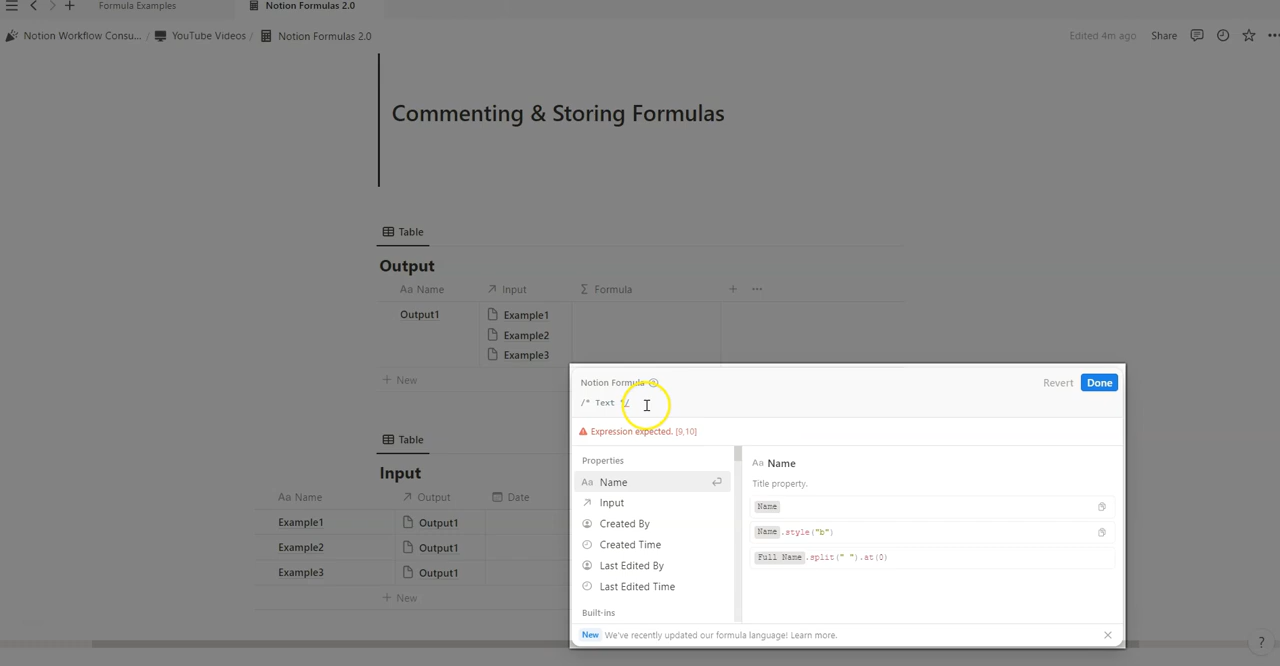 Formula Examples
Notion Formulas 2.0
Notion Workflow Consu... / YouTube Videos / Notion Formulas 2.0
Edited 4m ago Share
Commenting & Storing Formulas
Table
Output
Aa Name Input Σ Formula + ...
Output1 Example1
Example2
Example3
+ New
Notion Formula
Revert Done
/* Text */
Expression expected. [9,10]
Table
Input
Aa Name Output Date
Example1 Output1
Example2 Output1
Example3 Output1
+ New
Properties
Aa Name
Input
Created By
Created Time
Last Edited By
Last Edited Time
Built-ins
Aa Name
Title property.
Name
Name.style("b")
Full Name.split(" ").at(0)
New We've recently updated our formula language! Learn more.
?